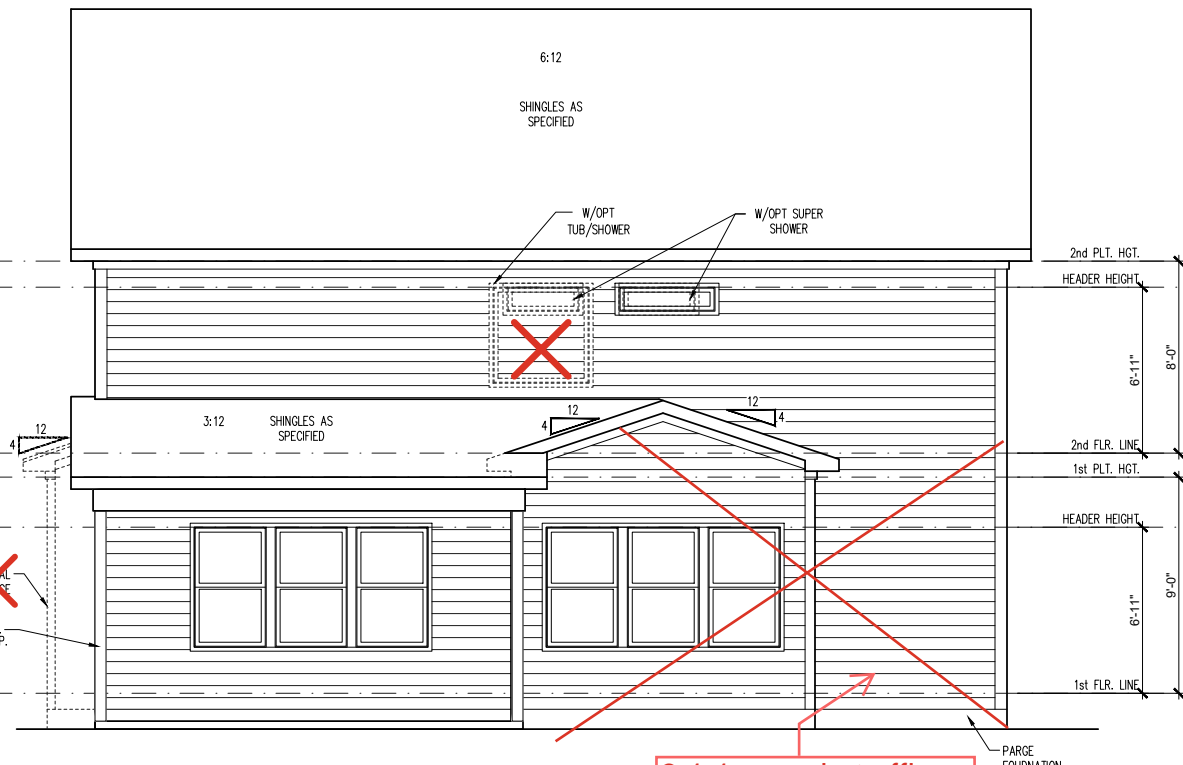 6:12
SHINGLES AS
SPECIFIED
W/OPT
TUB/SHOWER
W/OPT SUPER
SHOWER
2nd PLT. HGT.
HEADER HEIGHT
6'-11"
8'-0"
3:12
SHINGLES AS
SPECIFIED
12
4
12
4
12
4
2nd FLR. LINE
1st PLT. HGT.
HEADER HEIGHT
6'-11"
9'-0"
1st FLR. LINE
PARGE
FOUNDATION